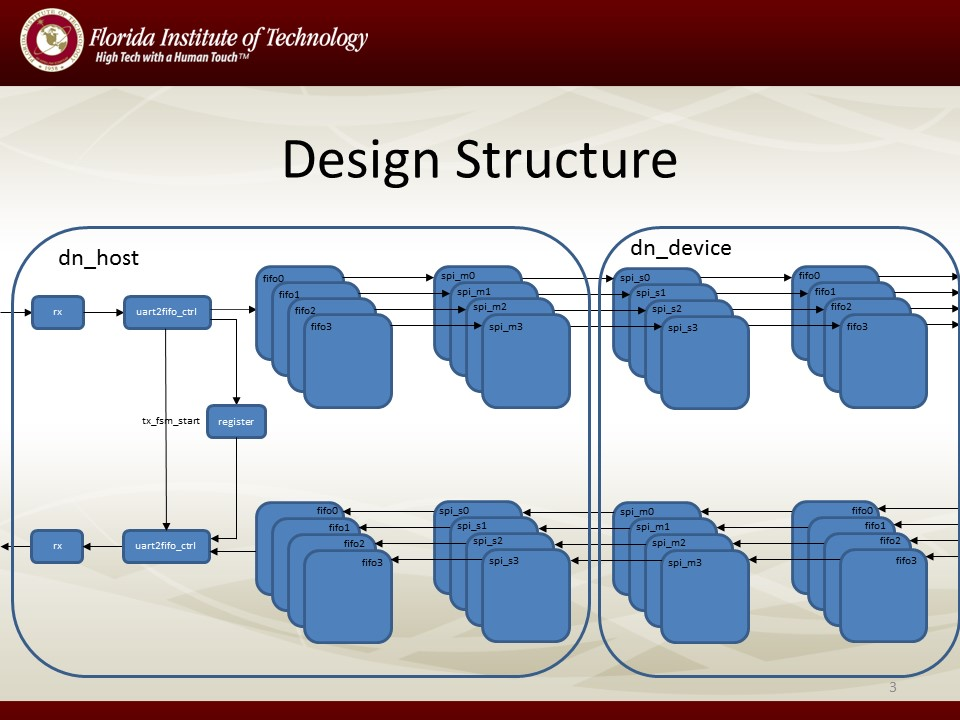 Florida Institute of Technology
High Tech with a Human Touch™
Design Structure
dn_host
dn_device
rx
uart2fifo_ctrl
fifo0
fifo1
fifo2
fifo3
spi_m0
spi_m1
spi_m2
spi_m3
spi_s0
spi_s1
spi_s2
spi_s3
fifo0
fifo1
fifo2
fifo3
tx_fsm_start
register
rx
uart2fifo_ctrl
fifo0
fifo1
fifo2
fifo3
spi_s0
spi_s1
spi_s2
spi_s3
spi_m0
spi_m1
spi_m2
spi_m3
fifo0
fifo1
fifo2
fifo3
3